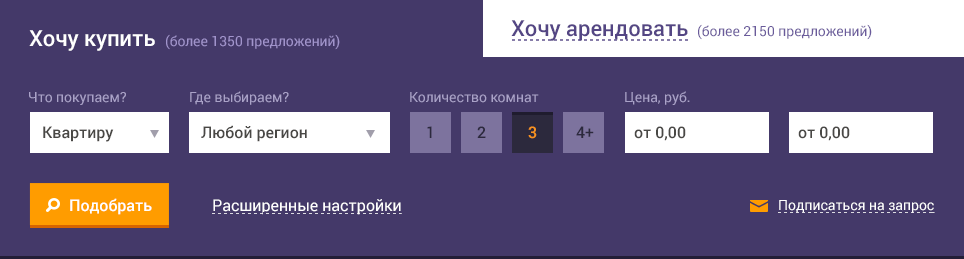 Хочу купить (более 1350 предложений)
Хочу арендовать (более 2150 предложений)
Что покупаем? Где выбираем? Количество комнат Цена, руб.
Квартиру Любой регион 1 2 3 4+ от 0,00 от 0,00
Подобрать Расширенные настройки Подписаться на запрос